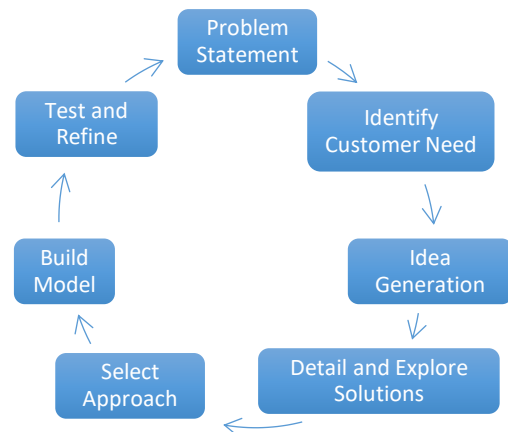 Problem
Statement
Identify
Customer Need
Idea
Generation
Detail and Explore
Solutions
Select
Approach
Build
Model
Test and
Refine